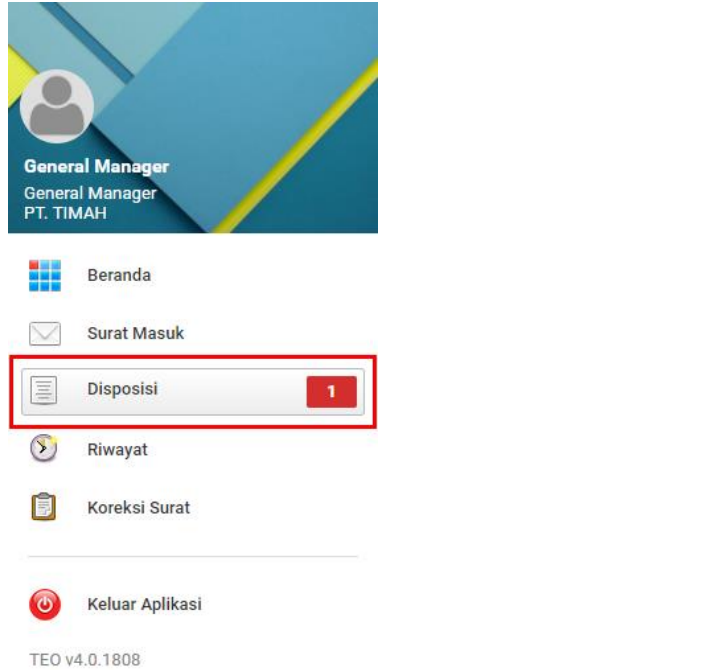 General Manager
General Manager
PT. TIMAH
Beranda
Surat Masuk
Disposisi 1
Riwayat
Koreksi Surat
Keluar Aplikasi
TEO v4.0.1808